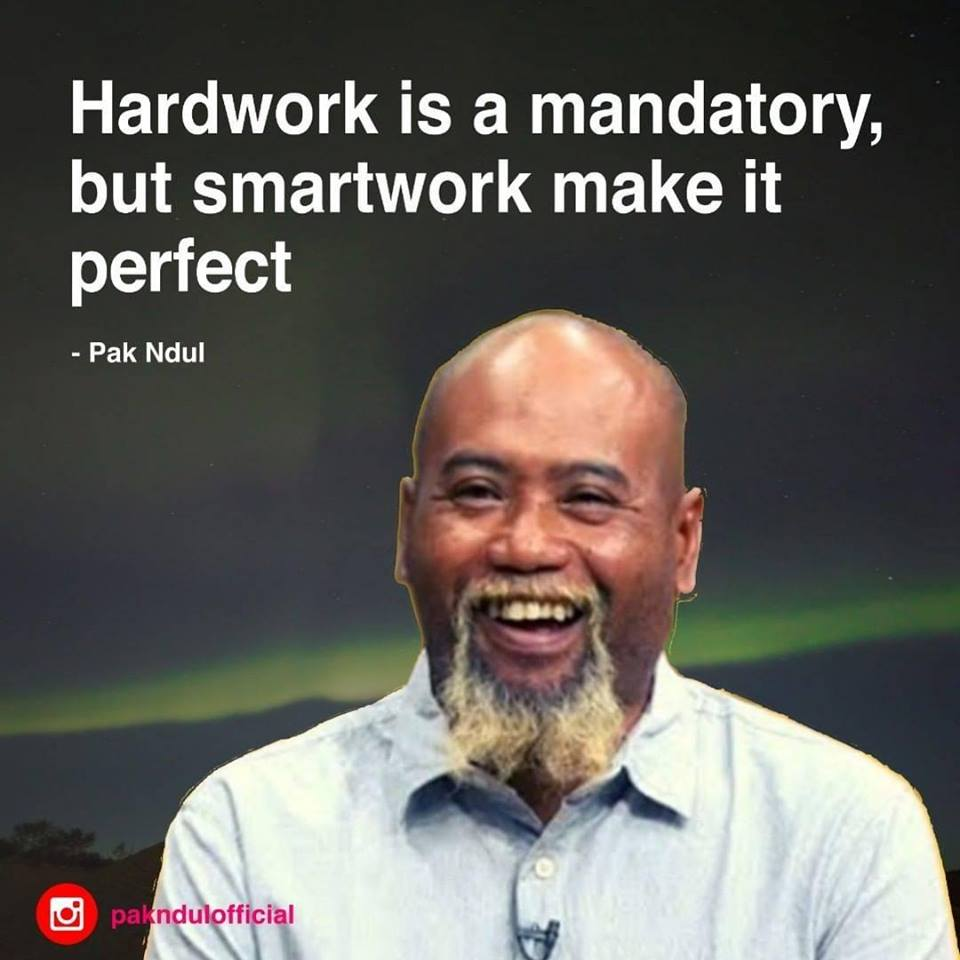 Hardwork is a mandatory,
but smartwork make it
perfect
- Pak Ndul
pakndulofficial